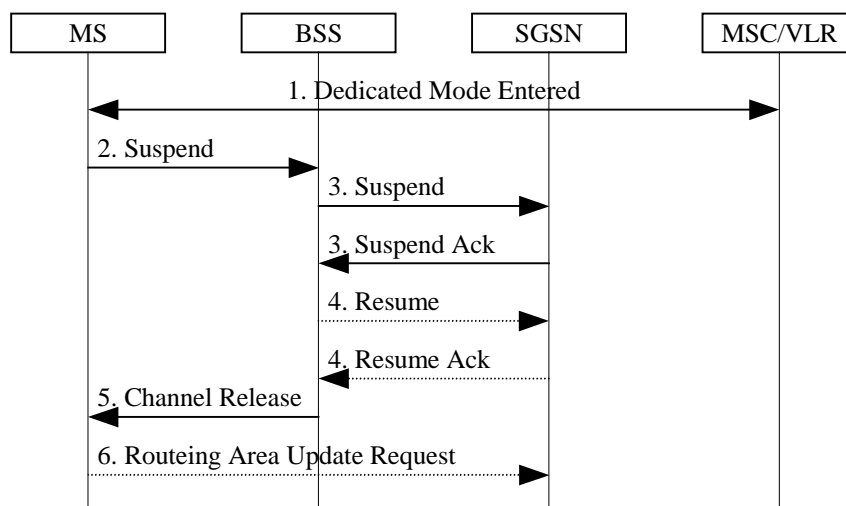 MS BSS SGSN MSC/VLR
1. Dedicated Mode Entered
2. Suspend
3. Suspend
3. Suspend Ack
4. Resume
4. Resume Ack
5. Channel Release
6. Routeing Area Update Request